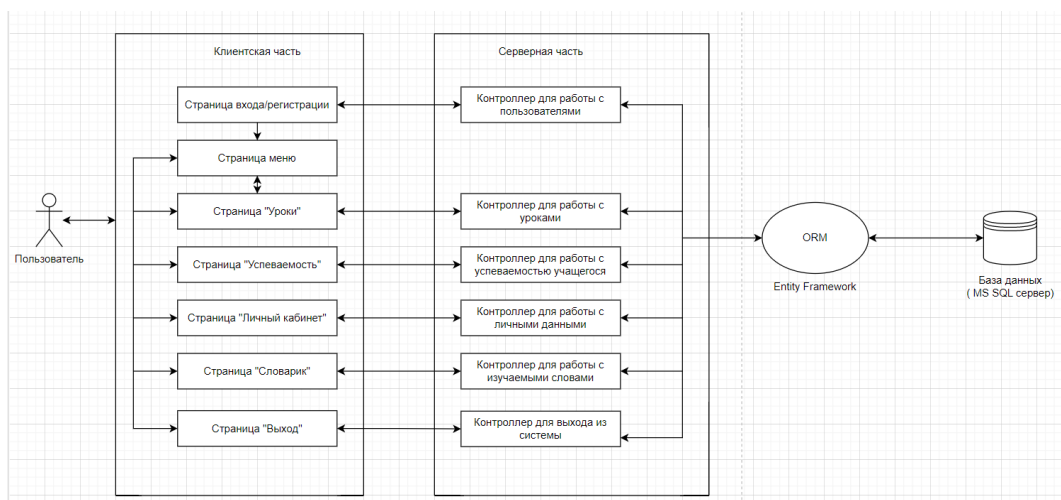 Клиентская часть
Серверная часть
Страница входа/регистрации
Контроллер для работы с
пользователями
Страница меню
Страница "Уроки"
Контроллер для работы с
уроками
Пользователь
ORM
Entity Framework
База данных
( MS SQL сервер)
Страница "Успеваемость"
Контроллер для работы с
успеваемостью учащегося
Страница "Личный кабинет"
Контроллер для работы с
личными данными
Страница "Словарик"
Контроллер для работы с
изучаемыми словами
Страница "Выход"
Контроллер для выхода из
системы